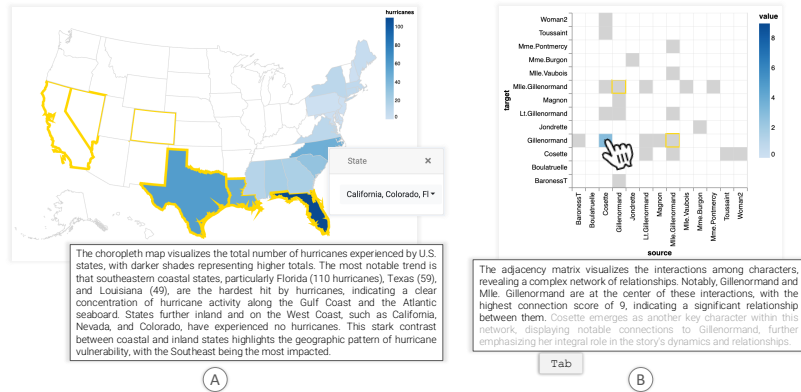 hurricanes
100
80
60
40
20
0
State ×
California, Colorado, Fl
The choropleth map visualizes the total number of hurricanes experienced by U.S.
states, with darker shades representing higher totals. The most notable trend is
that southeastern coastal states, particularly Florida (110 hurricanes), Texas (59),
and Louisiana (49), are the hardest hit by hurricanes, indicating a clear
concentration of hurricane activity along the Gulf Coast and the Atlantic
seaboard. States further inland and on the West Coast, such as California,
Nevada, and Colorado, have experienced no hurricanes. This stark contrast
between coastal and inland states highlights the geographic pattern of hurricane
vulnerability, with the Southeast being the most impacted.
A
target
Woman2
Toussaint
Mme.Pontmercy
Mme.Burgon
Mlle.Vaubois
Mlle.Gillenormand
Magnon
Lt.Gillenormand
Jondrette
Gillenormand
Cosette
Boulatruelle
BaronessT
BaronessT
Boulatruelle
Cosette
Gillenormand
Jondrette
Lt.Gillenormand
Magnon
Mlle.Gillenormand
Mlle.Vaubois
Mme.Burgon
Mme.Pontmercy
Toussaint
Woman2
source
value
8
6
4
2
0
The adjacency matrix visualizes the interactions among characters,
revealing a complex network of relationships. Notably, Gillenormand and
Mlle. Gillenormand are at the center of these interactions, with the
highest connection score of 9, indicating a significant relationship
between them. Cosette emerges as another key character within this
network, displaying notable connections to Gillenormand, further
emphasizing her integral role in the story's dynamics and relationships.
Tab
B